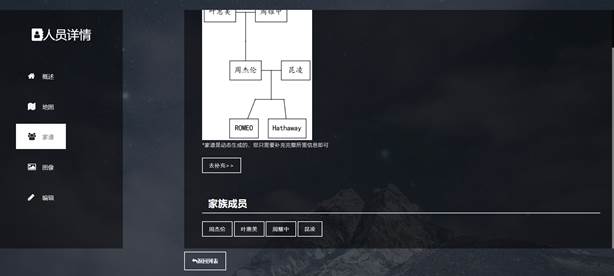 人员详情
概述
地图
家谱
图像
编辑
叶惠美 周耀中
周杰伦 昆凌
ROMEO Hathaway
*家谱是动态生成的，您只需要补充完整所需信息即可
去补充>>
家族成员
周杰伦 叶惠美 周耀中 昆凌
返回列表